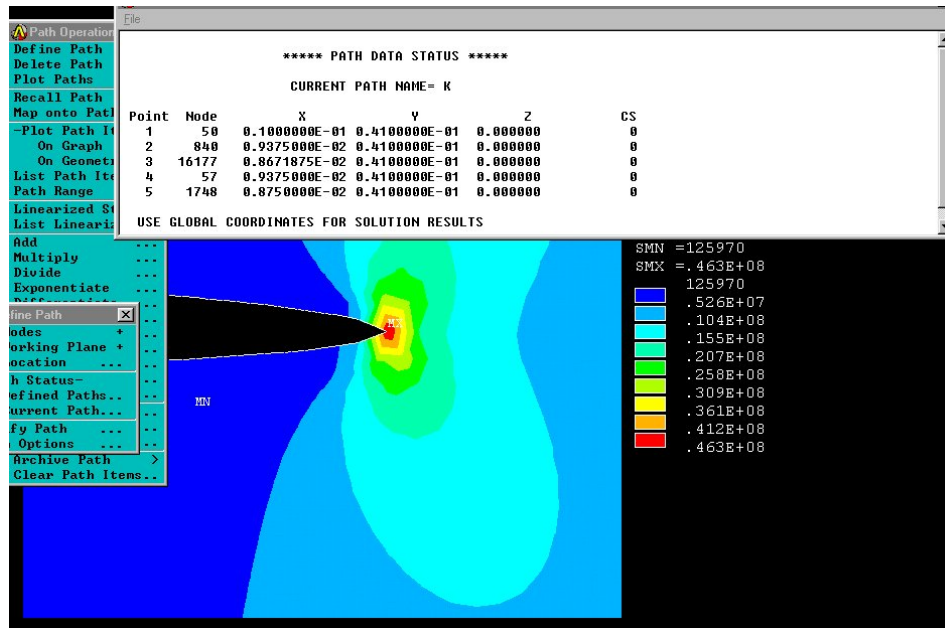 File
Path Operation
Define Path
Delete Path
Plot Paths
Recall Path
Map onto Path
-Plot Path It
On Graph
On Geomet
List Path Ite
Path Range
Linearized St
List Lineariz
Add ...
Multiply ...
Divide ...
Exponentiate ...
***** PATH DATA STATUS *****
CURRENT PATH NAME= K
Point Node X Y Z CS
1 50 0.1000000E-01 0.4100000E-01 0.000000 0
2 840 0.9375000E-02 0.4100000E-01 0.000000 0
3 16177 0.8671875E-02 0.4100000E-01 0.000000 0
4 57 0.9375000E-02 0.4100000E-01 0.000000 0
5 1748 0.8750000E-02 0.4100000E-01 0.000000 0
USE GLOBAL COORDINATES FOR SOLUTION RESULTS
fine Path
odes +
orking Plane +
ocation ...
h Status-
efined Paths..
urrent Path...
fy Path ...
Options ...
Archive Path >
Clear Path Items..
MX
MN
SMN =125970
SMX =.463E+08
125970
.526E+07
.104E+08
.155E+08
.207E+08
.258E+08
.309E+08
.361E+08
.412E+08
.463E+08